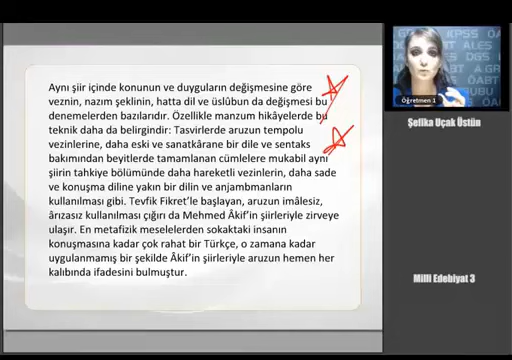 Aynı şiir içinde konunun ve duyguların değişmesine göre
veznin, nazım şeklinin, hatta dil ve üslûbun da değişmesi bu
denemelerden bazılarıdır. Özellikle manzum hikâyelerde bu
teknik daha da belirgindir: Tasvirlerde aruzun tempolu
vezinlerine, daha eski ve sanatkârane bir dile ve sentaks
bakımından beyitlerde tamamlanan cümlelere mukabil aynı
şiirin tahkiye bölümünde daha hareketli vezinlerin, daha sade
ve konuşma diline yakın bir dilin ve anjambmanların
kullanılması gibi. Tevfik Fikret'le başlayan, aruzun imâlesiz,
ârızasız kullanılması çığırı da Mehmed Âkif'in şiirleriyle zirveye
ulaşır. En metafizik meselelerden sokaktaki insanın
konuşmasına kadar çok rahat bir Türkçe, o zamana kadar
uygulanmamış bir şekilde Âkif'in şiirleriyle aruzun hemen her
kalıbında ifadesini bulmuştur.
KPSS
ÖABT
ALES
DGS
Öğretmen 1
Şefika Uçak Üstün
Milli Edebiyat 3